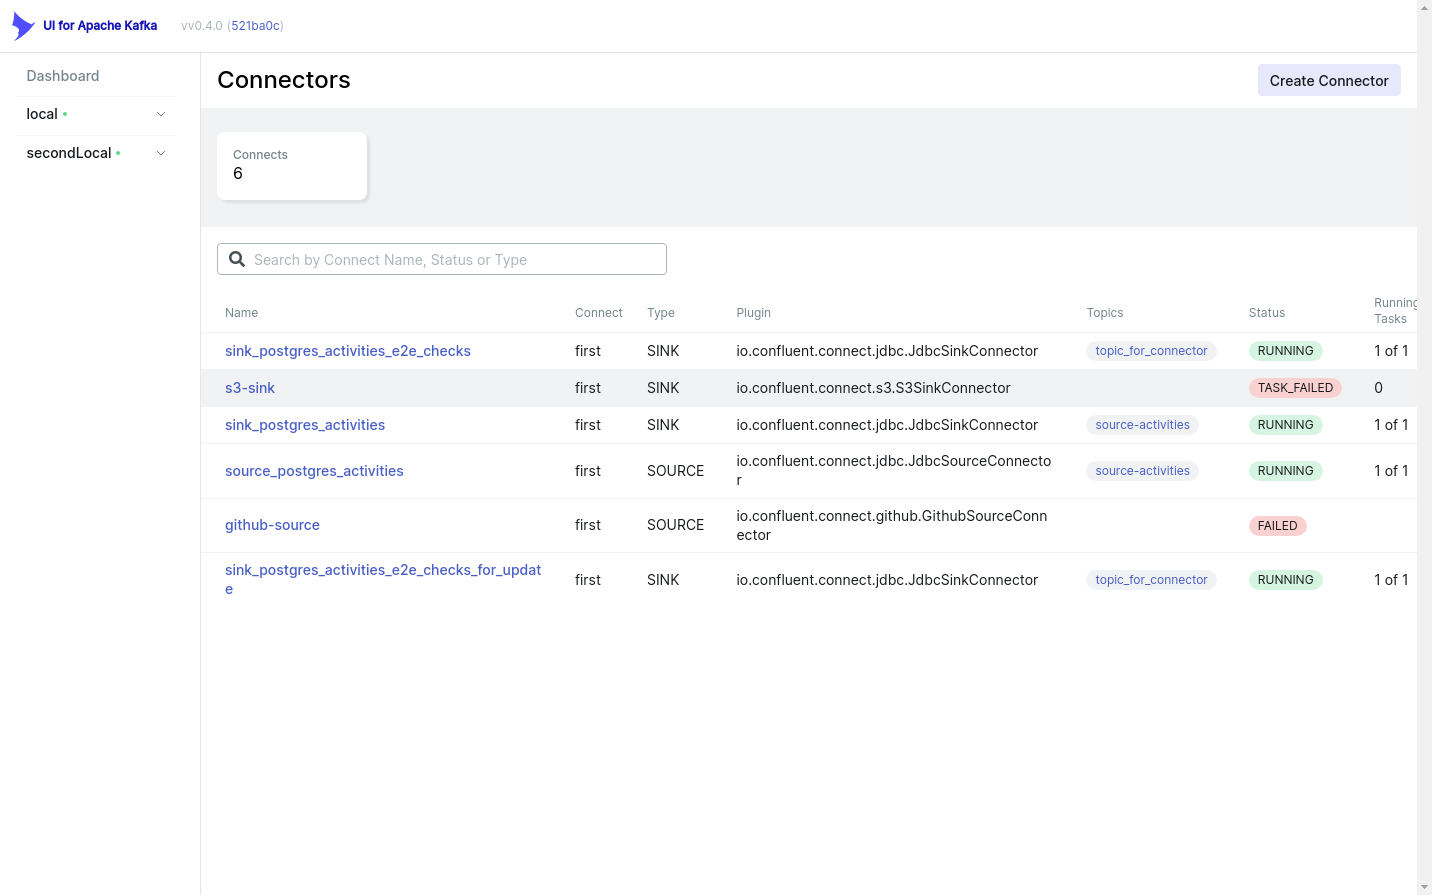 UI for Apache Kafka vv0.4.0 (521ba0c)
Dashboard
local
secondLocal
Connectors
Create Connector
Connects
6
Search by Connect Name, Status or Type
Name Connect Type Plugin Topics Status Running
Tasks
sink_postgres_activities_e2e_checks first SINK io.confluent.connect.jdbc.JdbcSinkConnector topic_for_connector RUNNING 1 of 1
s3-sink first SINK io.confluent.connect.s3.S3SinkConnector TASK_FAILED 0
sink_postgres_activities first SINK io.confluent.connect.jdbc.JdbcSinkConnector source-activities RUNNING 1 of 1
source_postgres_activities first SOURCE io.confluent.connect.jdbc.JdbcSourceConnecto
r source-activities RUNNING 1 of 1
github-source first SOURCE io.confluent.connect.github.GithubSourceConn
ector FAILED
sink_postgres_activities_e2e_checks_for_updat
e first SINK io.confluent.connect.jdbc.JdbcSinkConnector topic_for_connector RUNNING 1 of 1